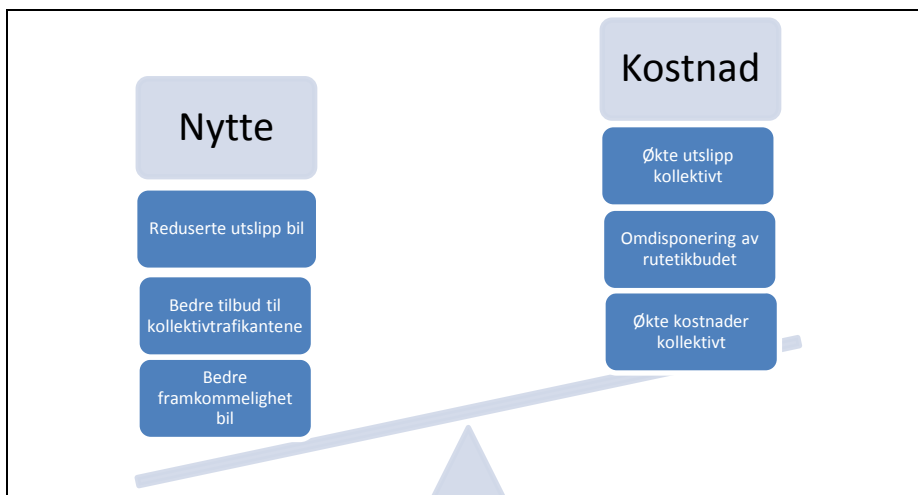 Nytte
Reduserte utslipp bil
Bedre tilbud til
kollektivtrafikantene
Bedre
framkommelighet
bil
Kostnad
Økte utslipp
kollektivt
Omdisponering av
rutetikbudet
Økte kostnader
kollektivt